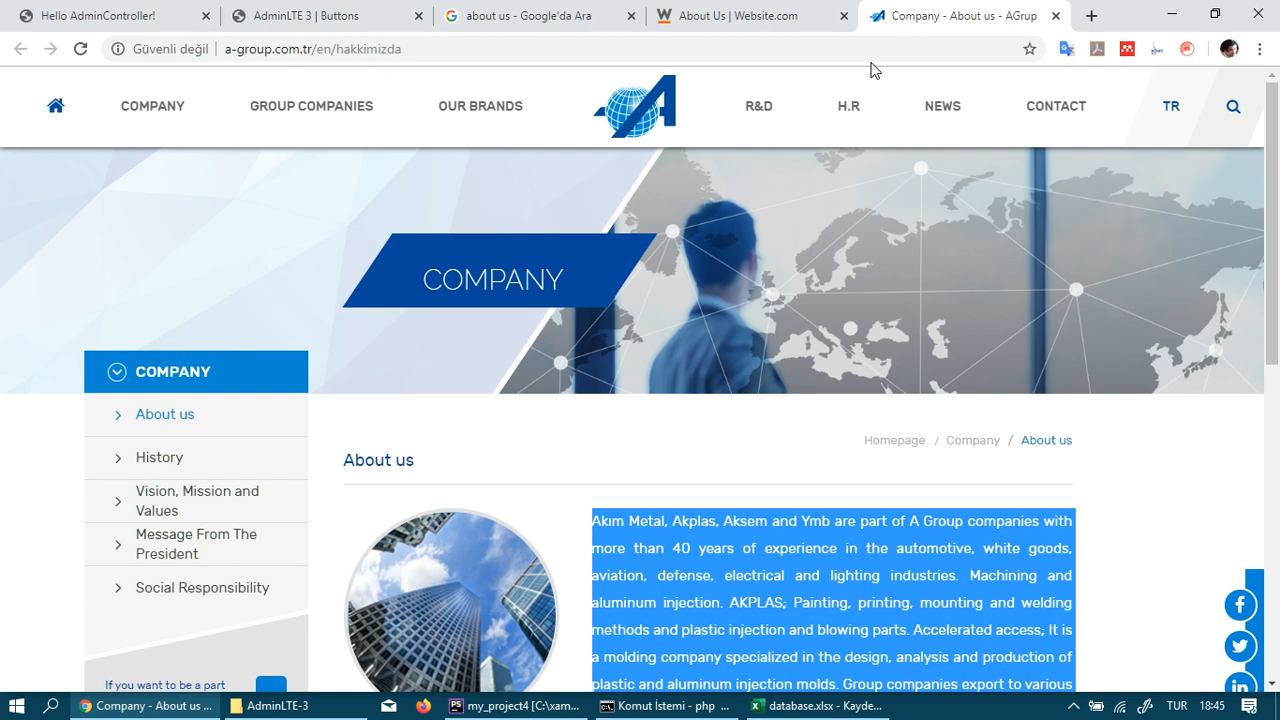 Hello AdminController!
AdminLTE 3 | Buttons
about us - Google'da Ara
About Us | Website.com
Company - About us - AGrup
Güvenli değil
a-group.com.tr/en/hakkimizda
COMPANY
GROUP COMPANIES
OUR BRANDS
R&D
H.R
NEWS
CONTACT
TR
COMPANY
COMPANY
About us
History
Vision, Mission and
Values
Message From The
President
Social Responsibility
If you want to be a part
Homepage / Company / About us
About us
Akım Metal, Akplas, Aksem and Ymb are part of A Group companies with
more than 40 years of experience in the automotive, white goods,
aviation, defense, electrical and lighting industries. Machining and
aluminum injection. AKPLAS; Painting, printing, mounting and welding
methods and plastic injection and blowing parts. Accelerated access; It is
a molding company specialized in the design, analysis and production of
plastic and aluminum injection molds. Group companies export to various
Company - About us ...
AdminLTE-3
my_project4 [C:\xam...
Komut İstemi - php ...
database.xlsx - Kayde...
TUR
18:45